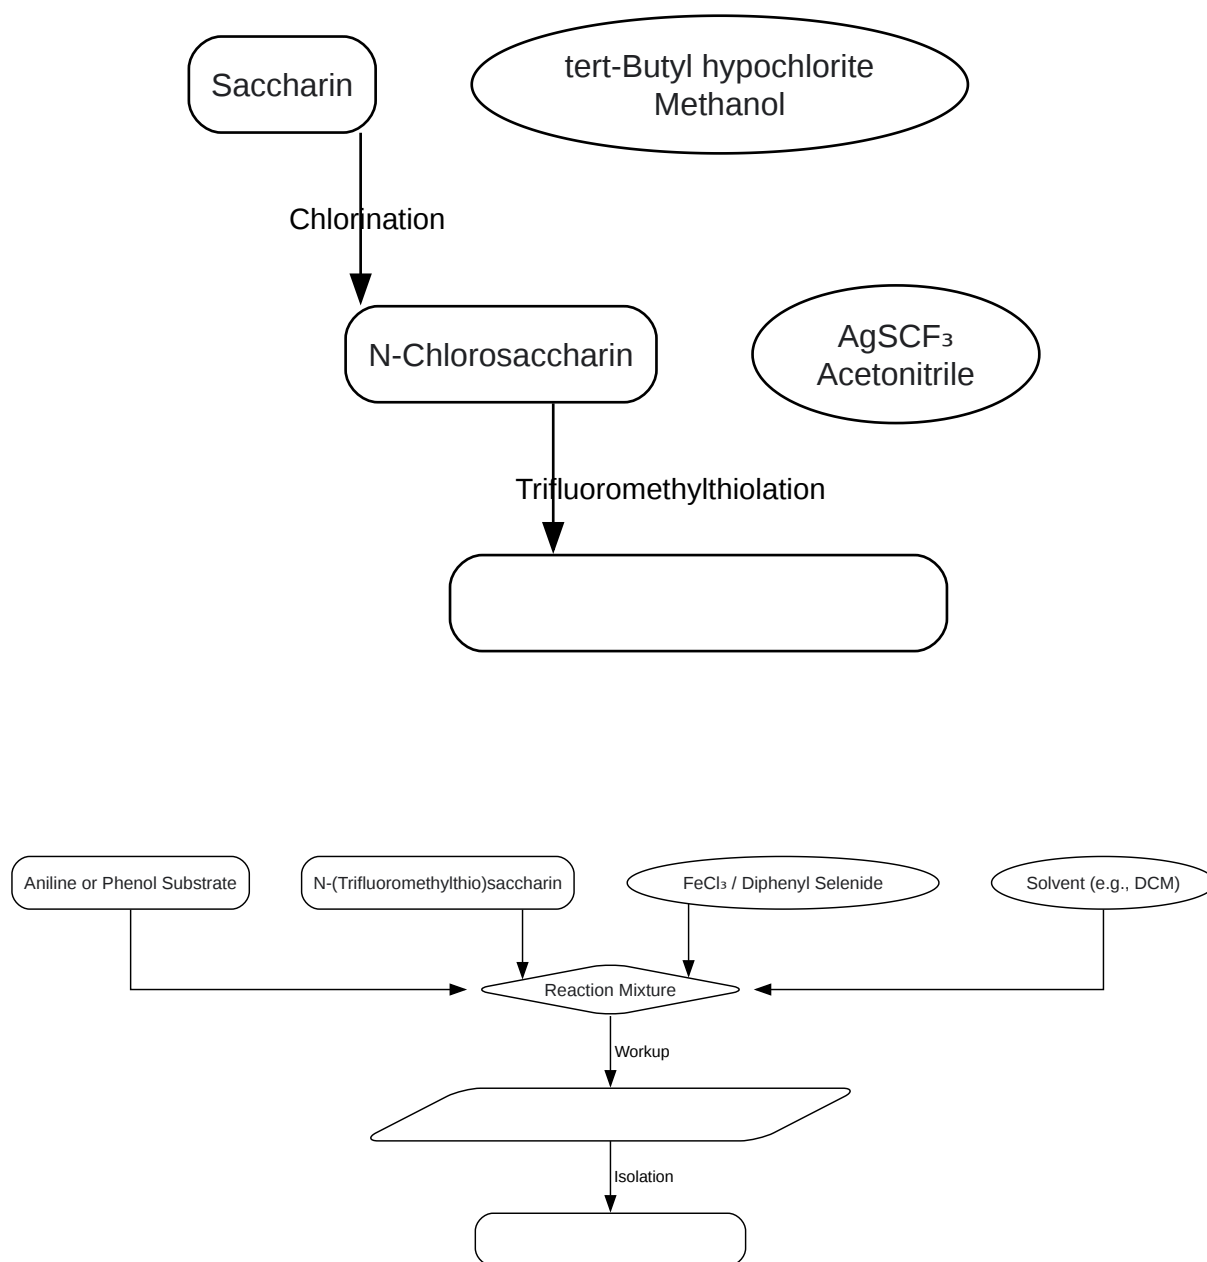 Saccharin
tert-Butyl hypochlorite
Methanol
Chlorination
N-Chlorosaccharin
AgSCF₃
Acetonitrile
Trifluoromethylthiolation
Aniline or Phenol Substrate
N-(Trifluoromethylthio)saccharin
FeCl₃ / Diphenyl Selenide
Solvent (e.g., DCM)
Reaction Mixture
Workup
Isolation